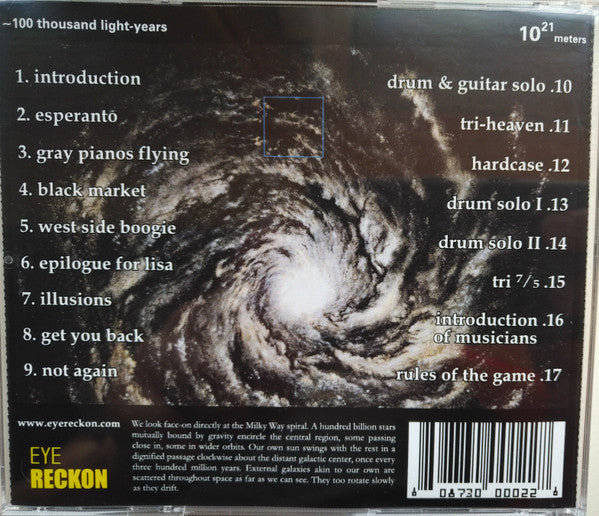 ~100 thousand light-years
10²¹ meters
1. introduction
2. esperantō
3. gray pianos flying
4. black market
5. west side boogie
6. epilogue for lisa
7. illusions
8. get you back
9. not again
drum & guitar solo .10
tri-heaven .11
hardcase .12
drum solo I .13
drum solo II .14
tri 7/5 .15
introduction .16
of musicians
rules of the game .17
www.eyereckon.com
EYE
RECKON
We look face-on directly at the Milky Way spiral. A hundred billion stars
mutually bound by gravity encircle the central region, some passing
close in, some in wider orbits. Our own sun swings with the rest in a
dignified passage clockwise about the distant galactic center, once every
three hundred million years. External galaxies akin to our own are
scattered throughout space as far as we can see. They too rotate slowly
as they drift.
8 08730 00022 2